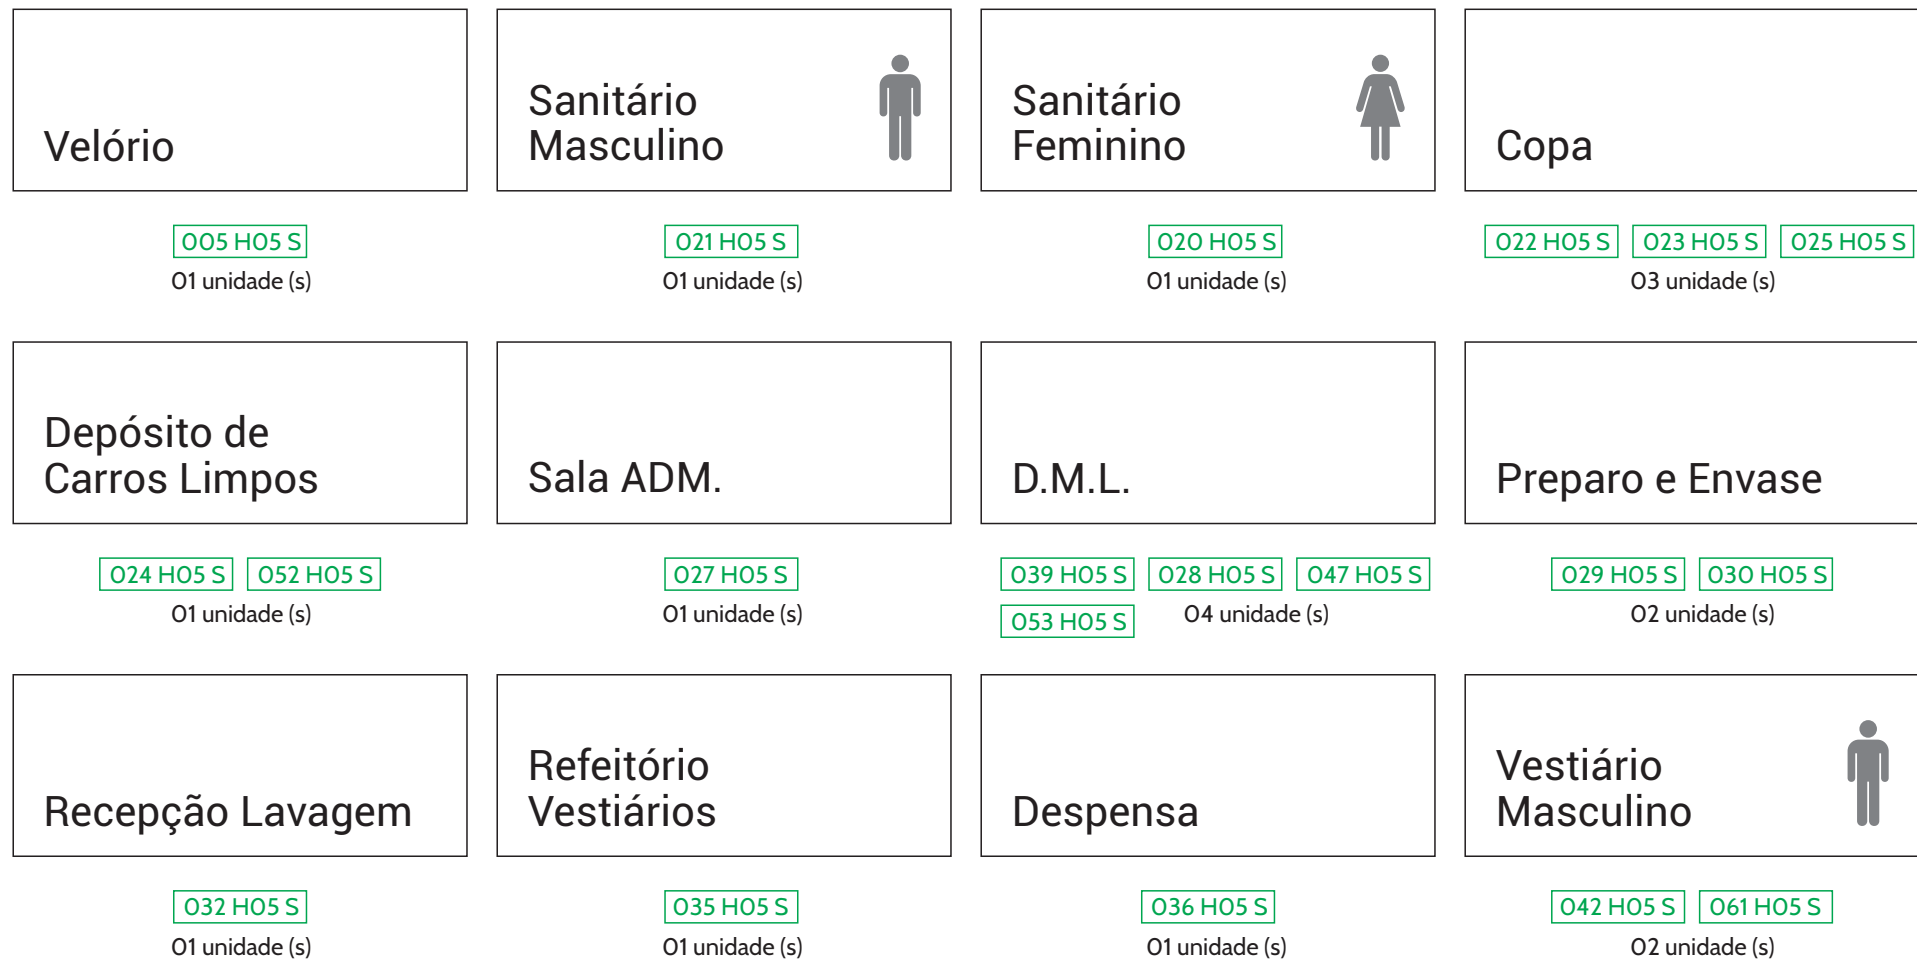 Velório
Sanitário
Masculino
Sanitário
Feminino
Copa
005 H05 S
01 unidade (s)
021 H05 S
01 unidade (s)
020 H05 S
01 unidade (s)
022 H05 S 023 H05 S 025 H05 S
03 unidade (s)
Depósito de
Carros Limpos
Sala ADM.
D.M.L.
Preparo e Envase
024 H05 S 052 H05 S
01 unidade (s)
027 H05 S
01 unidade (s)
039 H05 S 028 H05 S 047 H05 S
053 H05 S 04 unidade (s)
029 H05 S 030 H05 S
02 unidade (s)
Recepção Lavagem
Refeitório
Vestiários
Despensa
Vestiário
Masculino
032 H05 S
01 unidade (s)
035 H05 S
01 unidade (s)
036 H05 S
01 unidade (s)
042 H05 S 061 H05 S
02 unidade (s)